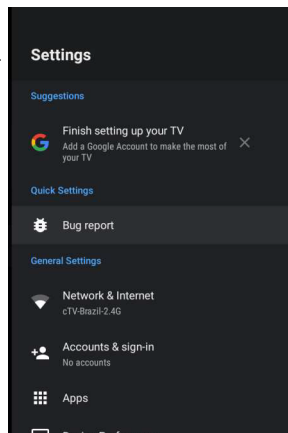 Settings
Suggestions
Finish setting up your TV
Add a Google Account to make the most of
your TV
Quick Settings
Bug report
General Settings
Network & Internet
cTV-Brazil-2.4G
Accounts & sign-in
No accounts
Apps